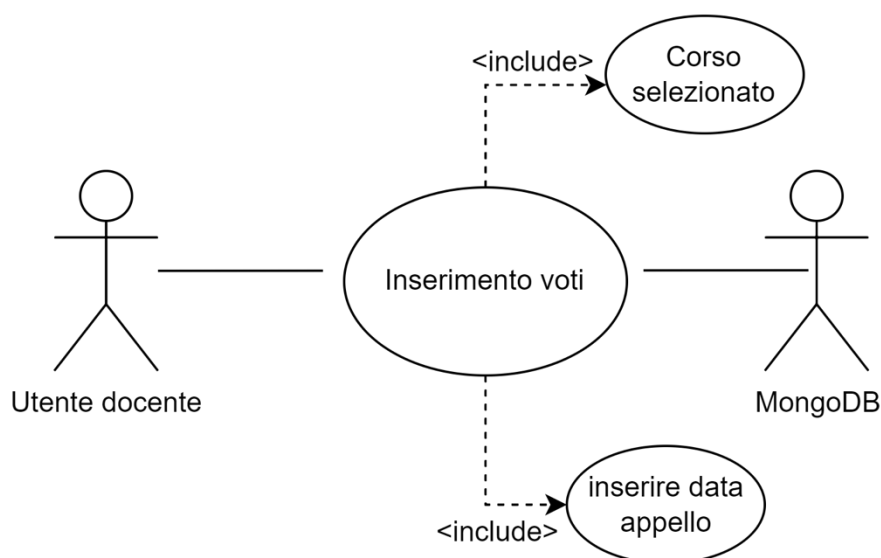 <include>
Corso
selezionato
Inserimento voti
Utente docente
MongoDB
inserire data
appello
<include>